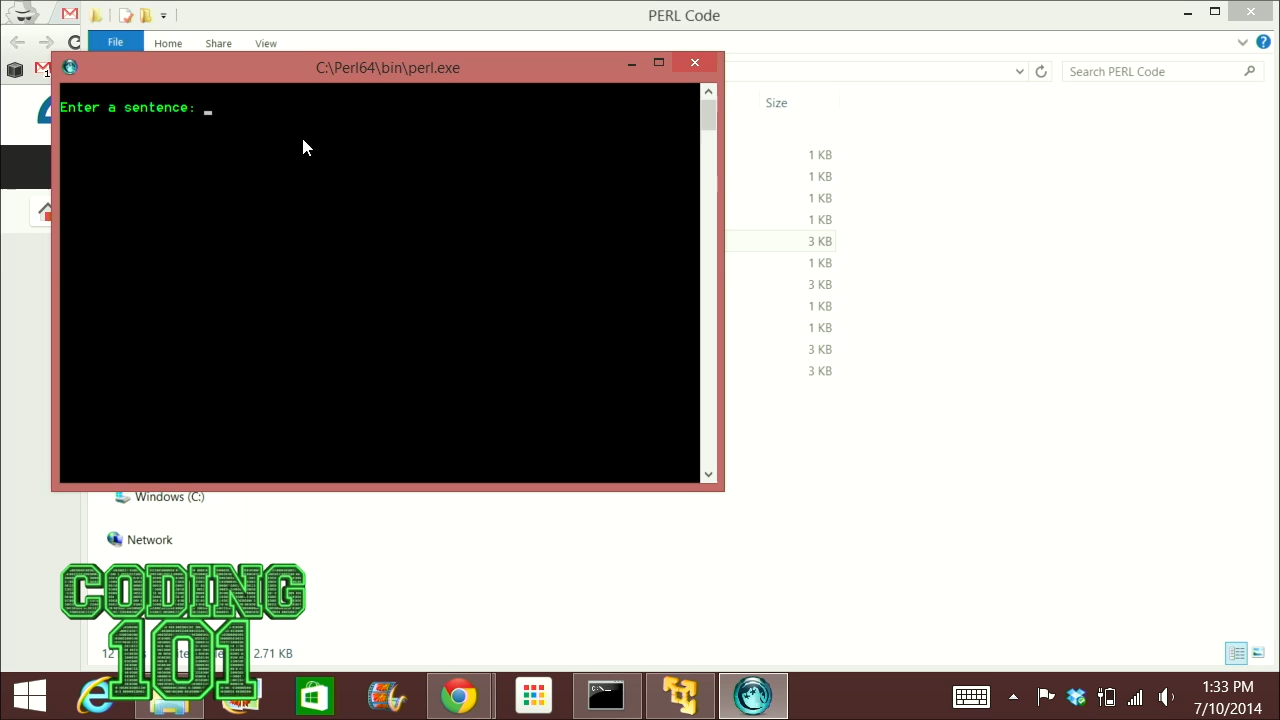 PERL Code
File
Home
Share
View
C:\Perl64\bin\perl.exe
Search PERL Code
Enter a sentence:
Size
1 KB
1 KB
1 KB
1 KB
3 KB
1 KB
3 KB
1 KB
1 KB
3 KB
3 KB
Windows (C:)
Network
CODING
101
12
2.71 KB
1:33 PM
7/10/2014